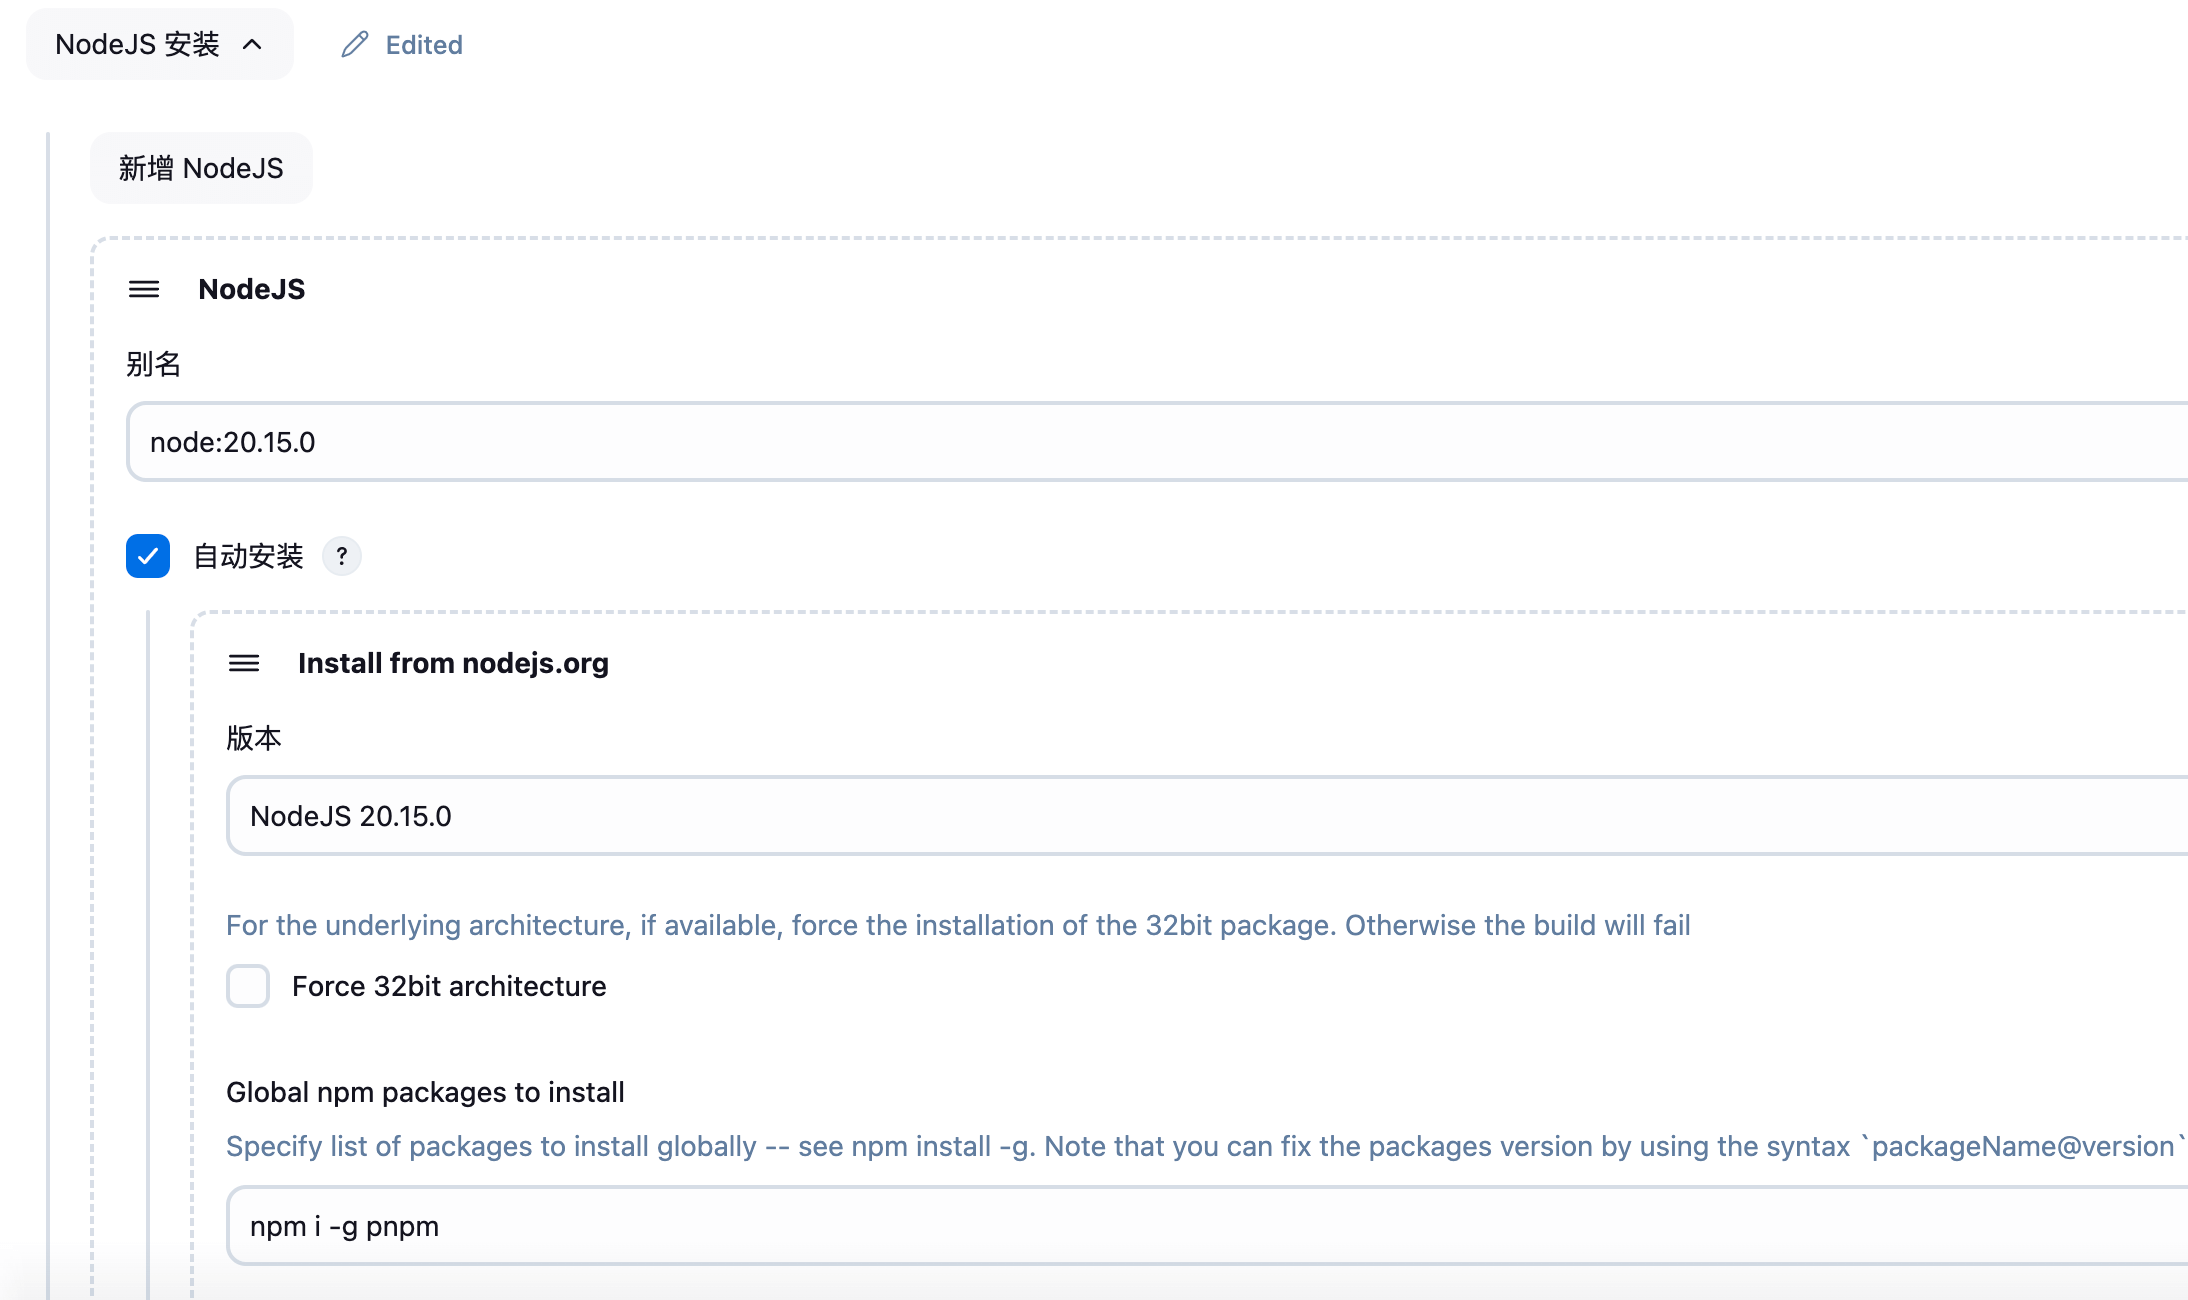 NodeJS 安装
Edited
新增 NodeJS
NodeJS
别名
node:20.15.0
自动安装 ?
Install from nodejs.org
版本
NodeJS 20.15.0
For the underlying architecture, if available, force the installation of the 32bit package. Otherwise the build will fail
Force 32bit architecture
Global npm packages to install
Specify list of packages to install globally -- see npm install -g. Note that you can fix the packages version by using the syntax `packageName@version`
npm i -g pnpm